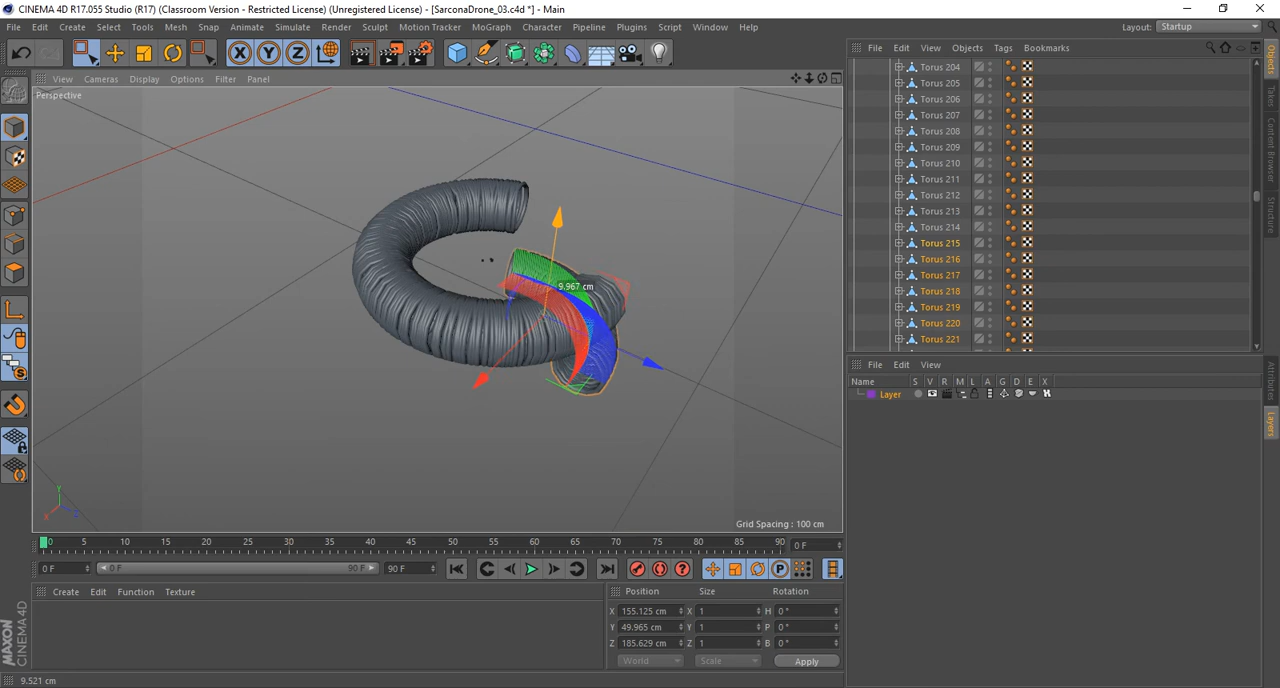 CINEMA 4D R17.055 Studio (R17) (Classroom Version - Restricted License) (Unregistered License) - [SarconaDrone_03.c4d *] - Main
File Edit Create Select Tools Mesh Snap Animate Simulate Render Sculpt Motion Tracker MoGraph Character Pipeline Plugins Script Window Help
Layout: Startup
X Y Z
File Edit View Objects Tags Bookmarks
View Cameras Display Options Filter Panel
Perspective
Torus 204
Torus 205
Torus 206
Torus 207
Torus 208
Torus 209
Torus 210
Torus 211
Torus 212
Torus 213
Torus 214
Torus 215
Torus 216
Torus 217
Torus 218
Torus 219
Torus 220
Torus 221
Objects
Takes
Content Browser
Structure
9.967 cm
File Edit View
Name S V R M L A G D E X
Layer
Attributes
Layers
Y
X Z
Grid Spacing : 100 cm
0 5 10 15 20 25 30 35 40 45 50 55 60 65 70 75 80 85 90 0 F
0 F 0 F 90 F 90 F
P
Create Edit Function Texture
Position Size Rotation
X 155.125 cm X 1 H 0 °
Y 49.965 cm Y 1 P 0 °
Z 185.629 cm Z 1 B 0 °
World Scale Apply
MAXON
CINEMA 4D
9.521 cm